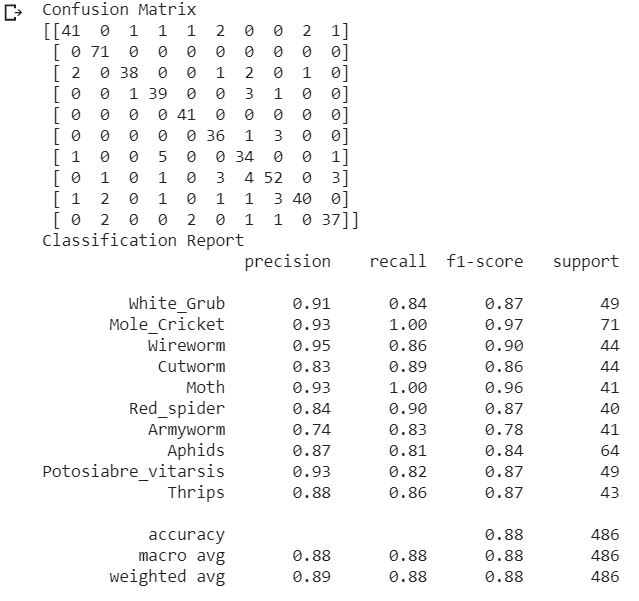 Confusion Matrix
[[41 0 1 1 1 2 0 0 2 1]
[ 0 71 0 0 0 0 0 0 0 0]
[ 2 0 38 0 0 1 2 0 1 0]
[ 0 0 1 39 0 0 3 1 0 0]
[ 0 0 0 0 41 0 0 0 0 0]
[ 0 0 0 0 0 36 1 3 0 0]
[ 1 0 0 5 0 0 34 0 0 1]
[ 0 1 0 1 0 3 4 52 0 3]
[ 1 2 0 1 0 1 1 3 40 0]
[ 0 2 0 0 2 0 1 1 0 37]]
Classification Report
precision recall f1-score support
White_Grub 0.91 0.84 0.87 49
Mole_Cricket 0.93 1.00 0.97 71
Wireworm 0.95 0.86 0.90 44
Cutworm 0.83 0.89 0.86 44
Moth 0.93 1.00 0.96 41
Red_spider 0.84 0.90 0.87 40
Armyworm 0.74 0.83 0.78 41
Aphids 0.87 0.81 0.84 64
Potosiabre_vitarsis 0.93 0.82 0.87 49
Thrips 0.88 0.86 0.87 43
accuracy 0.88 486
macro avg 0.88 0.88 0.88 486
weighted avg 0.89 0.88 0.88 486